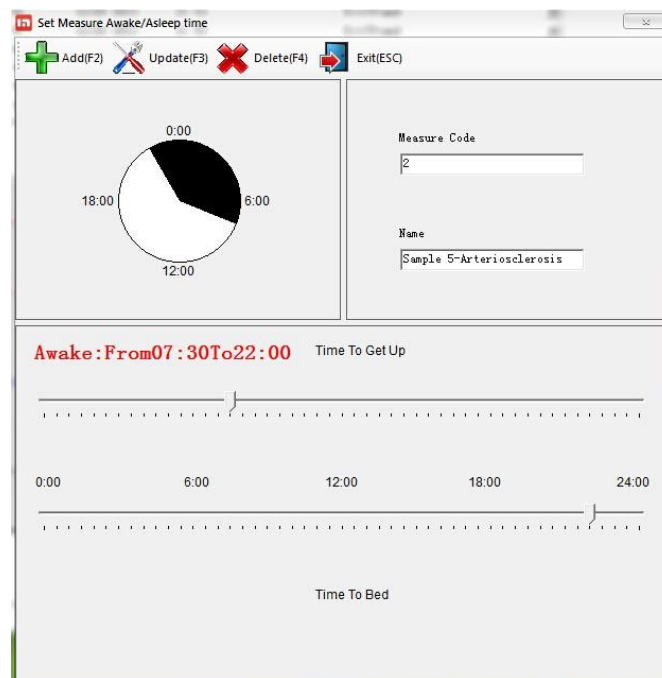 Set Measure Awake/Asleep time
Add(F2) Update(F3) Delete(F4) Exit(ESC)
0:00
18:00 6:00
12:00
Measure Code
2
Name
Sample 5-Arteriosclerosis
Awake:From07:30To22:00 Time To Get Up
0:00 6:00 12:00 18:00 24:00
Time To Bed